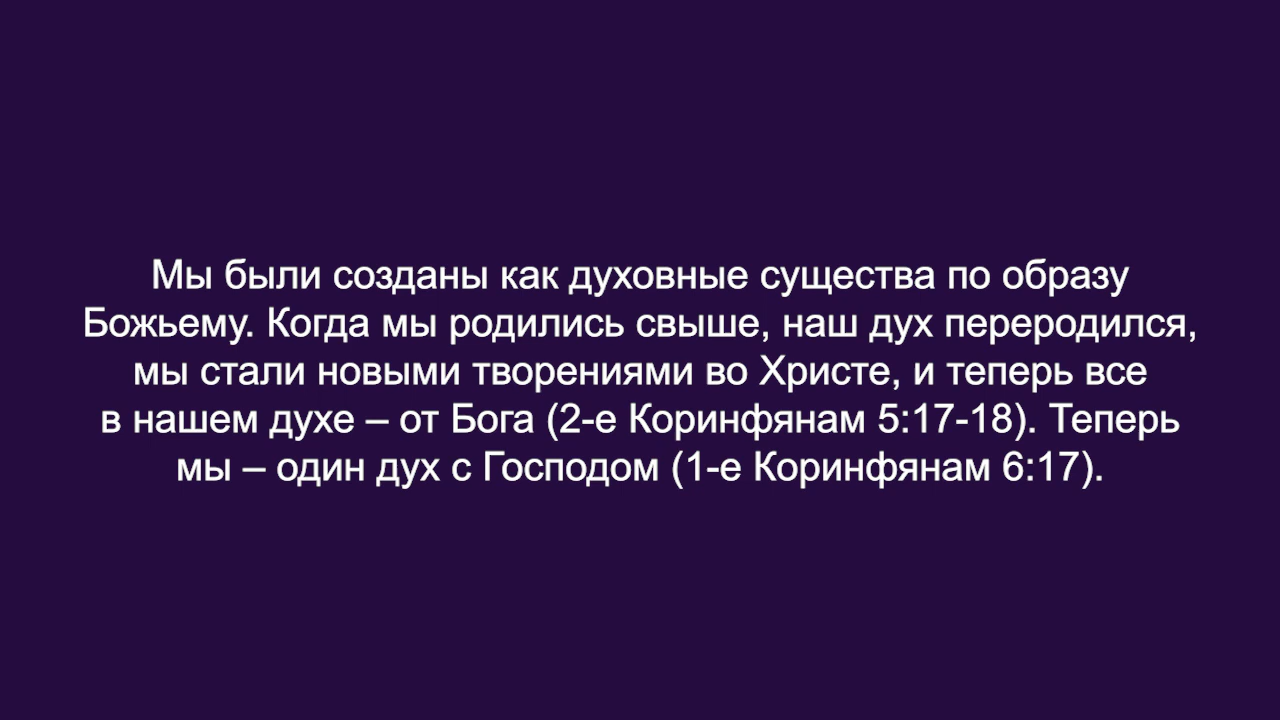 Мы были созданы как духовные существа по образу
Божьему. Когда мы родились свыше, наш дух переродился,
мы стали новыми творениями во Христе, и теперь все
в нашем духе – от Бога (2-е Коринфянам 5:17-18). Теперь
мы – один дух с Господом (1-е Коринфянам 6:17).